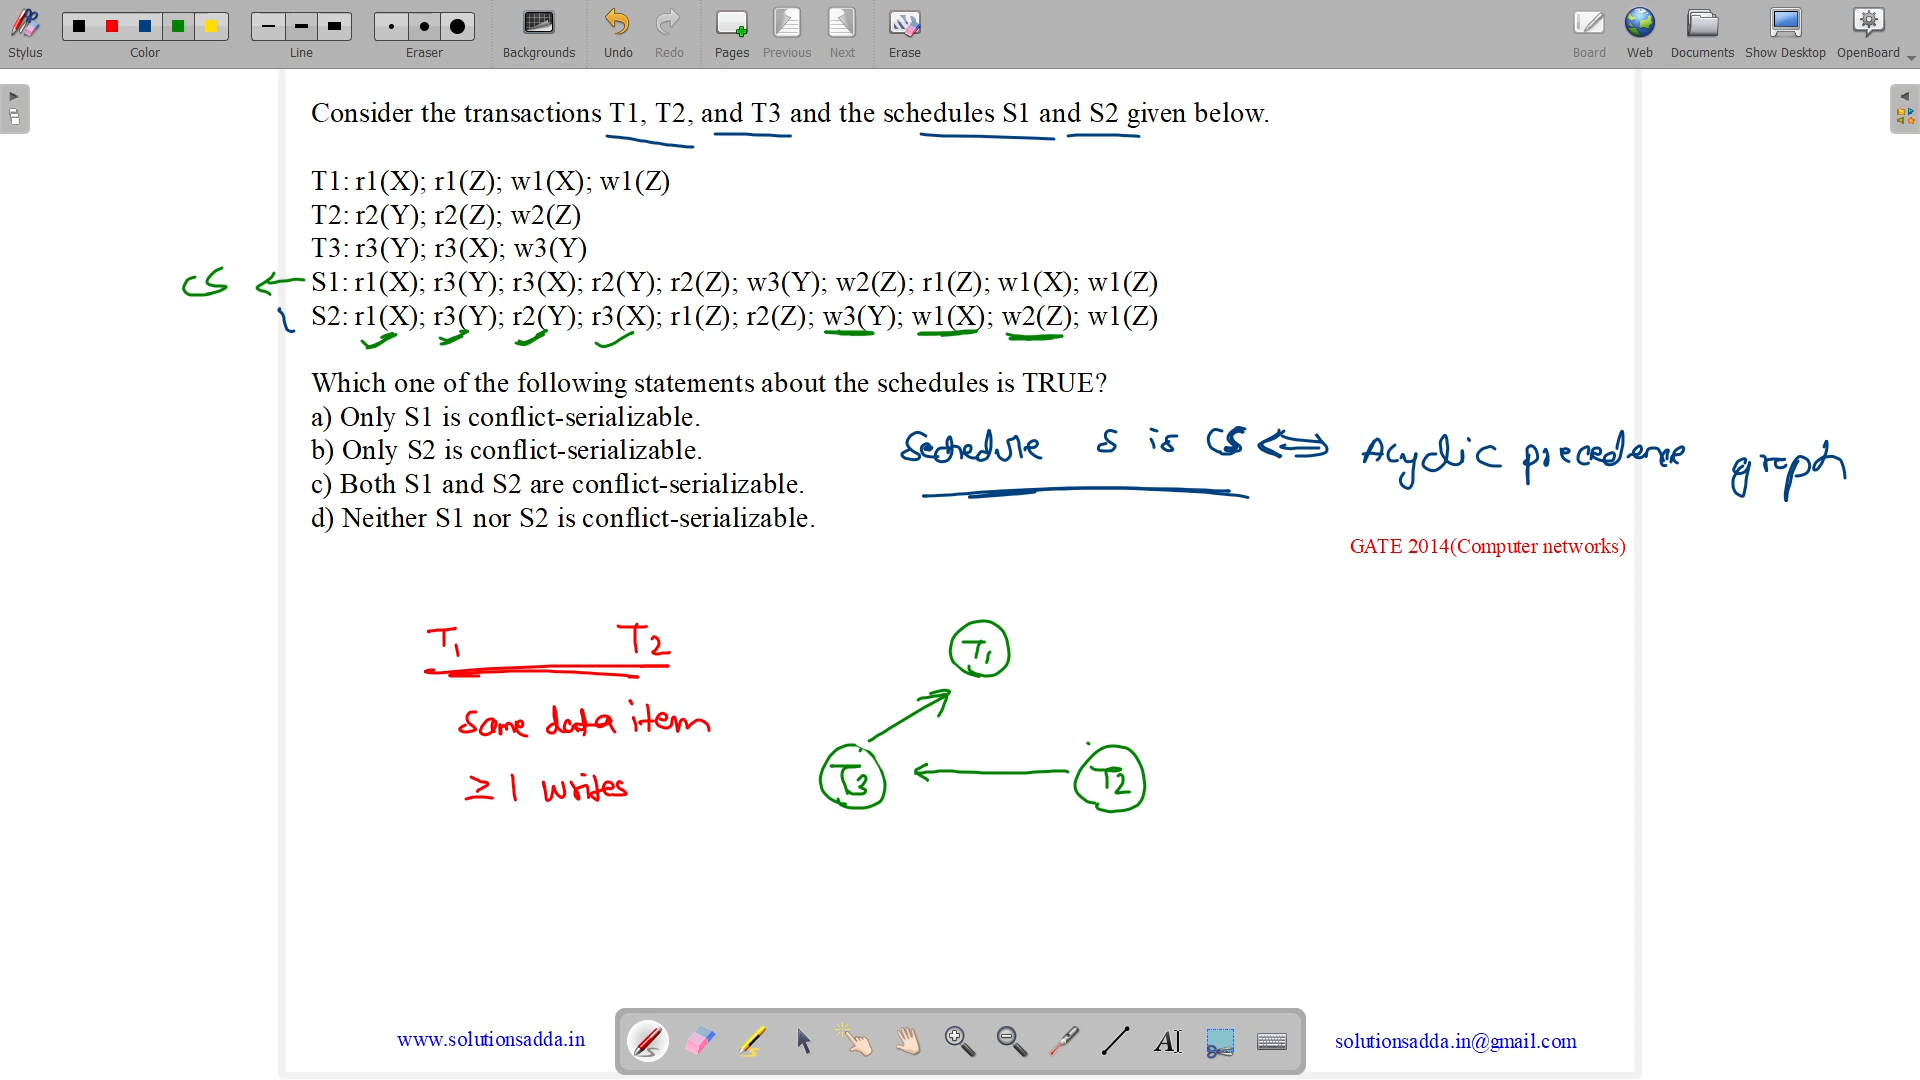 Stylus Color Line Eraser Backgrounds Undo Redo Pages Previous Next Erase Board Web Documents Show Desktop OpenBoard
Consider the transactions T1, T2, and T3 and the schedules S1 and S2 given below.
T1: r1(X); r1(Z); w1(X); w1(Z)
T2: r2(Y); r2(Z); w2(Z)
T3: r3(Y); r3(X); w3(Y)
CS ← S1: r1(X); r3(Y); r3(X); r2(Y); r2(Z); w3(Y); w2(Z); r1(Z); w1(X); w1(Z)
S2: r1(X); r3(Y); r2(Y); r3(X); r1(Z); r2(Z); w3(Y); w1(X); w2(Z); w1(Z)
Which one of the following statements about the schedules is TRUE?
a) Only S1 is conflict-serializable.
b) Only S2 is conflict-serializable.
c) Both S1 and S2 are conflict-serializable.
d) Neither S1 nor S2 is conflict-serializable.
Sechedule S is CS ⟺ Acyclic precedence graph
GATE 2014(Computer networks)
T1 T2
Same data item
≥ 1 writes
T1
T3 T2
www.solutionsadda.in
solutionsadda.in@gmail.com